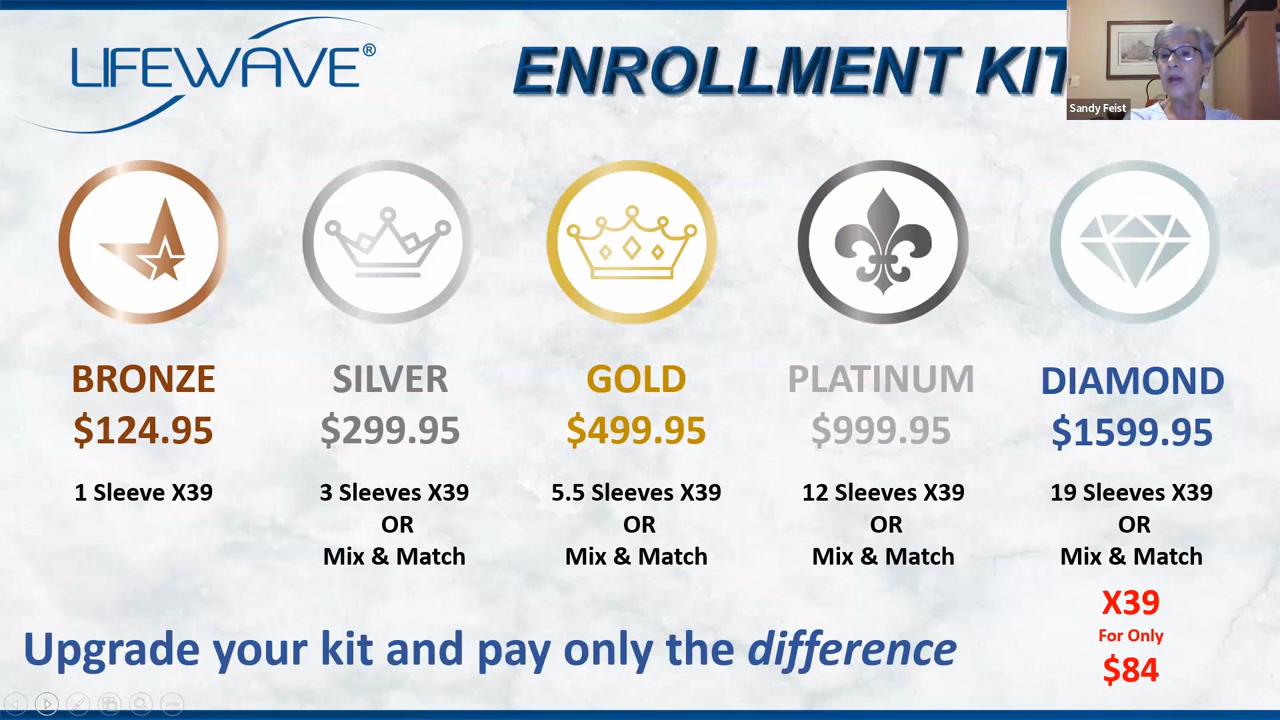 LIFEWAVE®
ENROLLMENT KIT
Sandy Feist
BRONZE
$124.95
1 Sleeve X39
SILVER
$299.95
3 Sleeves X39
OR
Mix & Match
GOLD
$499.95
5.5 Sleeves X39
OR
Mix & Match
PLATINUM
$999.95
12 Sleeves X39
OR
Mix & Match
DIAMOND
$1599.95
19 Sleeves X39
OR
Mix & Match
X39
For Only
$84
Upgrade your kit and pay only the difference